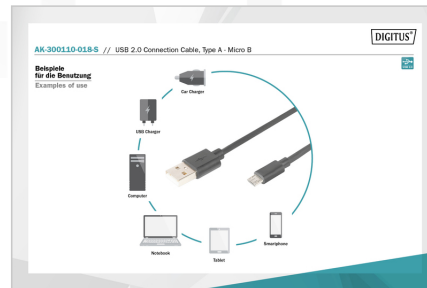 DIGITUS®
AK-300110-018-S // USB 2.0 Connection Cable, Type A - Micro B
Beispiele
für die Benutzung
Examples of use
Car Charger
USB Charger
Computer
Notebook
Tablet
Smartphone